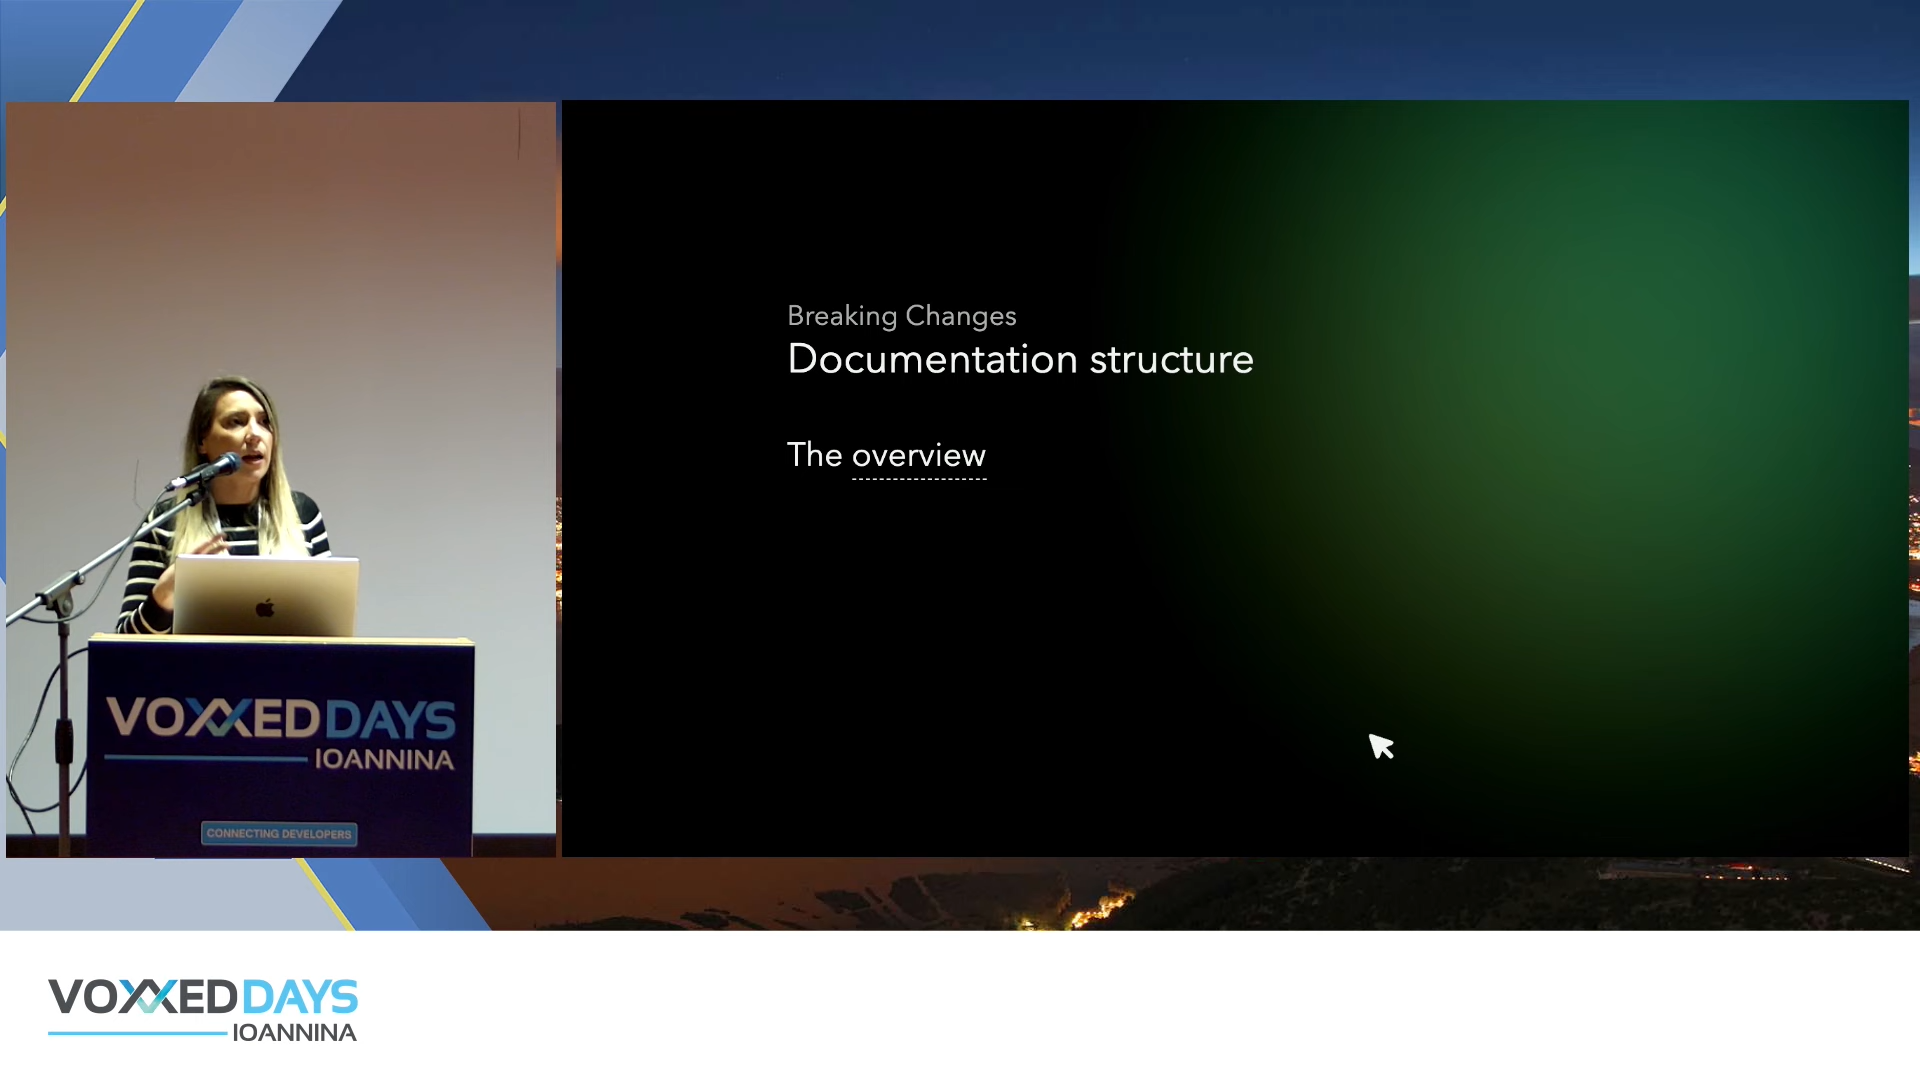 Breaking Changes
Documentation structure
The overview
VOXXED DAYS
IOANNINA
CONNECTING DEVELOPERS
VOXXED DAYS
IOANNINA